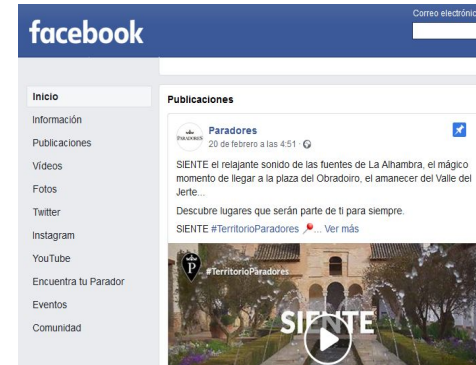 facebook
Correo electrónic
Inicio
Información
Publicaciones
Vídeos
Fotos
Twitter
Instagram
YouTube
Encuentra tu Parador
Eventos
Comunidad
Publicaciones
PARADORES
Paradores
20 de febrero a las 4:51 ·
SIENTE el relajante sonido de las fuentes de La Alhambra, el mágico
momento de llegar a la plaza del Obradoiro, el amanecer del Valle del
Jerte...
Descubre lugares que serán parte de ti para siempre.
SIENTE #TerritorioParadores 📍... Ver más
P
#TerritorioParadores
SIENTE